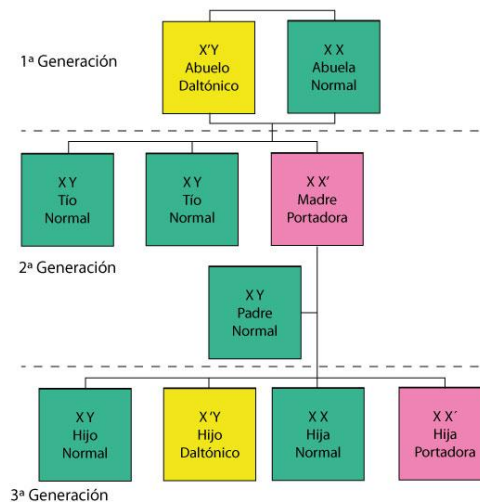 1ª Generación
X'Y
Abuelo
Daltónico
X X
Abuela
Normal
X Y
Tío
Normal
X Y
Tío
Normal
X X'
Madre
Portadora
2ª Generación
X Y
Padre
Normal
X Y
Hijo
Normal
X'Y
Hijo
Daltónico
X X
Hija
Normal
X X´
Hija
Portadora
3ª Generación